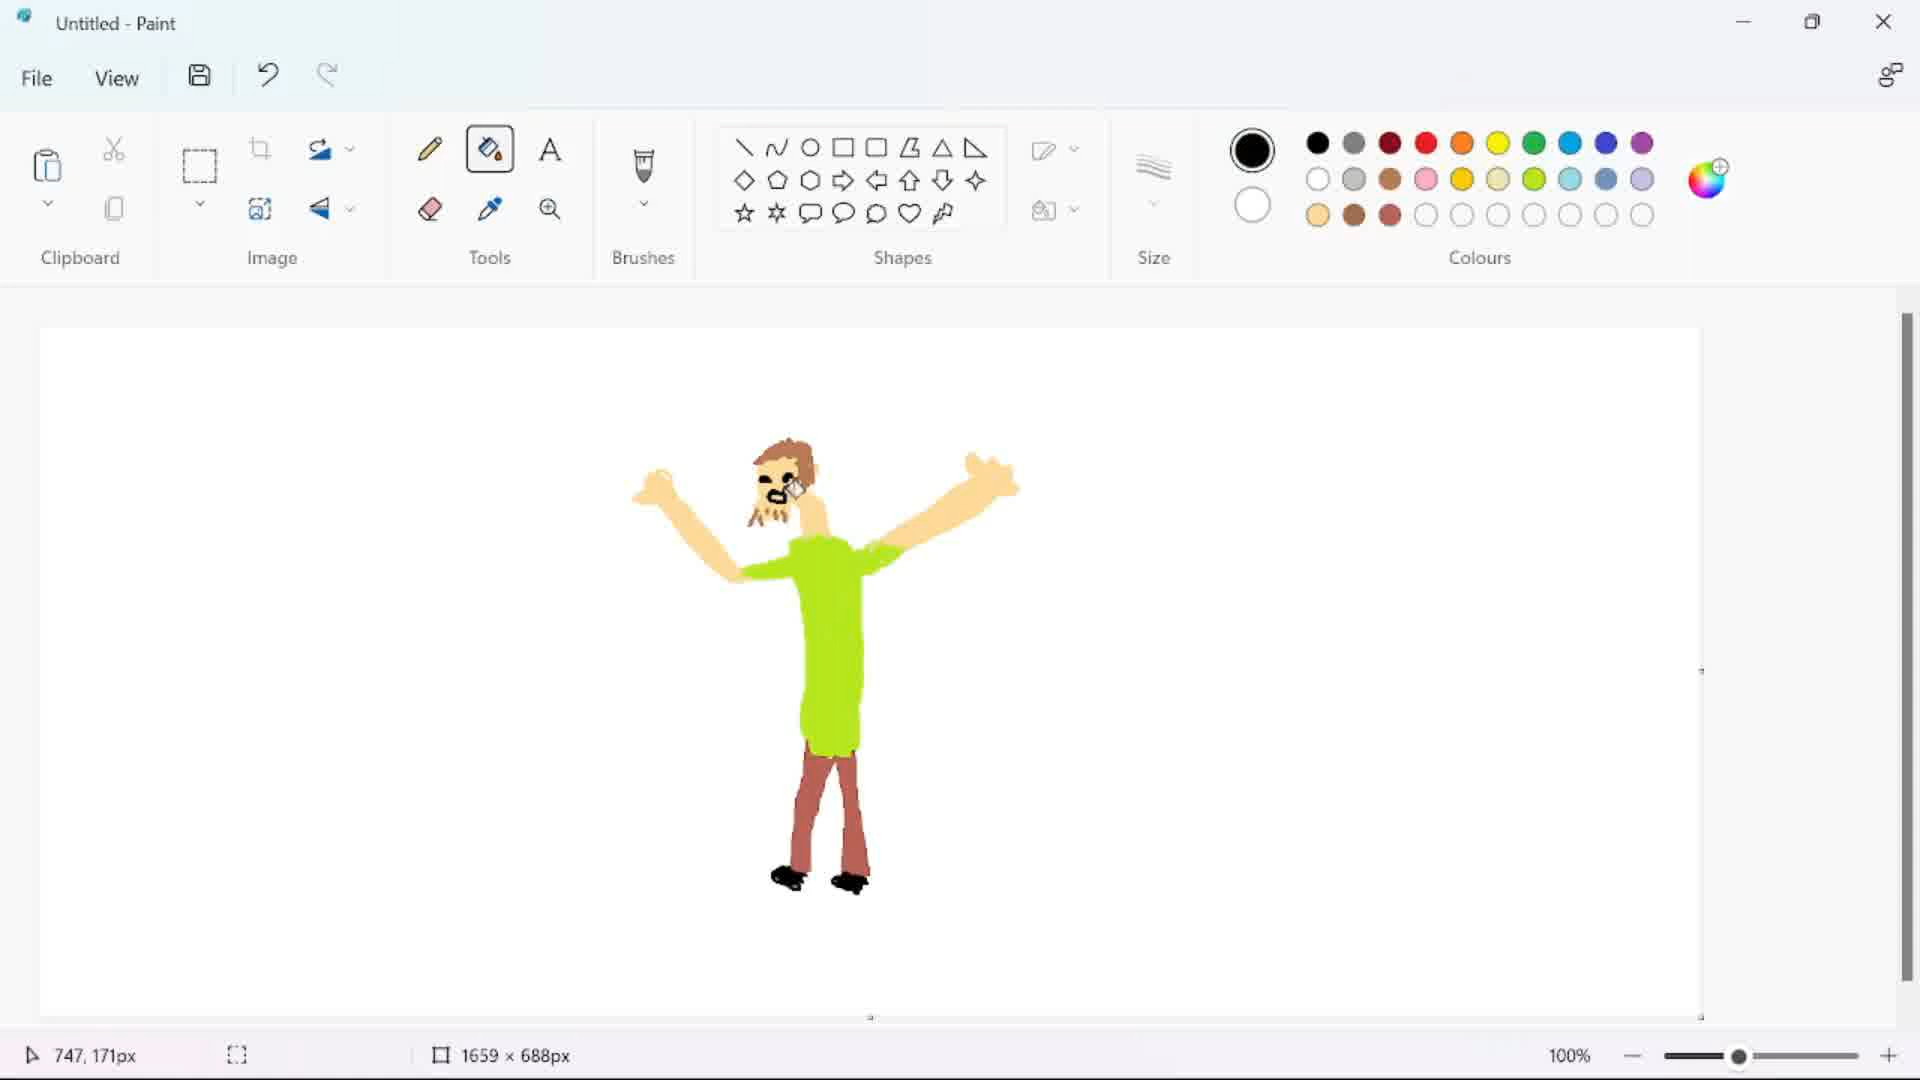 Untitled - Paint
File
View
Clipboard
Image
Tools
Brushes
Shapes
Size
Colours
747, 171px
1659 × 688px
100%